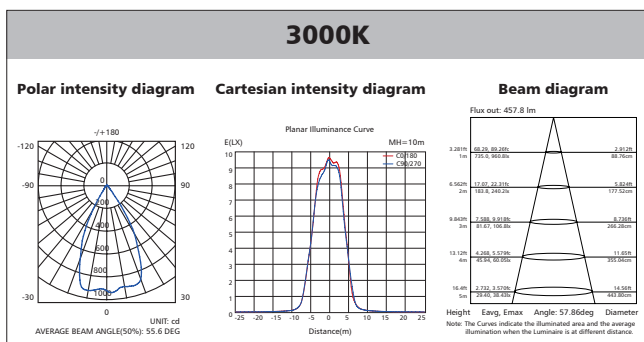 3000K
Polar intensity diagram
-/+180
-120
120
-90
90
0
200
400
600
800
1000
-30
30
0
UNIT: cd
AVERAGE BEAM ANGLE(50%): 55.6 DEG
Cartesian intensity diagram
Planar Illuminance Curve
E(LX)
MH=10m
C0/180
C90/270
10
9
8
7
6
5
4
3
2
1
0
-25 -20 -15 -10 -5 0 5 10 15 20 25
Distance(m)
Beam diagram
Flux out: 457.8 lm
3.281ft 68.29, 89.26fc 2.912ft
1m 735.0, 960.8lx 88.76cm
6.562ft 17.07, 22.31fc 5.824ft
2m 183.8, 240.2lx 177.52cm
9.843ft 7.588, 9.918fc 8.736ft
3m 81.67, 106.8lx 266.28cm
13.12ft 4.268, 5.579fc 11.65ft
4m 45.94, 60.05lx 355.04cm
16.4ft 2.732, 3.570fc 14.56ft
5m 29.40, 38.43lx 443.80cm
Height Eavg, Emax Angle: 57.86deg Diameter
Note: The Curves indicate the illuminated area and the average
illumination when the Luminaire is at different distance.